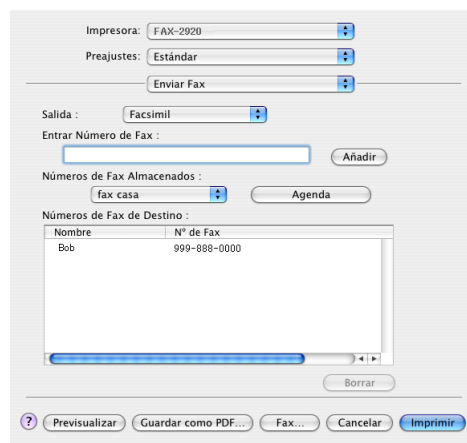 Impresora: FAX-2920
Preajustes: Estándar
Enviar Fax
Salida : Facsimil
Entrar Número de Fax :
Añadir
Números de Fax Almacenados :
fax casa Agenda
Números de Fax de Destino :
Nombre Nº de Fax
Bob 999-888-0000
Borrar
? Previsualizar Guardar como PDF... Fax... Cancelar Imprimir